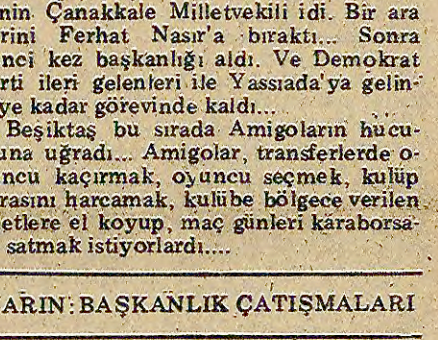 nin Çanakkale Milletvekili idi. Bir ara
rini Ferhat Nasır'a bıraktı... Sonra
nci kez başkanlığı aldı. Ve Demokrat
rti ileri gelenleri ile Yassıada'ya gelin-
ye kadar görevinde kaldı...
Beşiktaş bu sırada Amigoların hucu-
una uğradı... Amigolar, transferlerde o-
ncu kaçırmak, oyuncu seçmek, kulüp
rasını harcamak, kulübe bölgece verilen
etlere el koyup, maç günleri karaborsa-
satmak istiyorlardı....
ARIN: BAŞKANLIK ÇATIŞMALARI